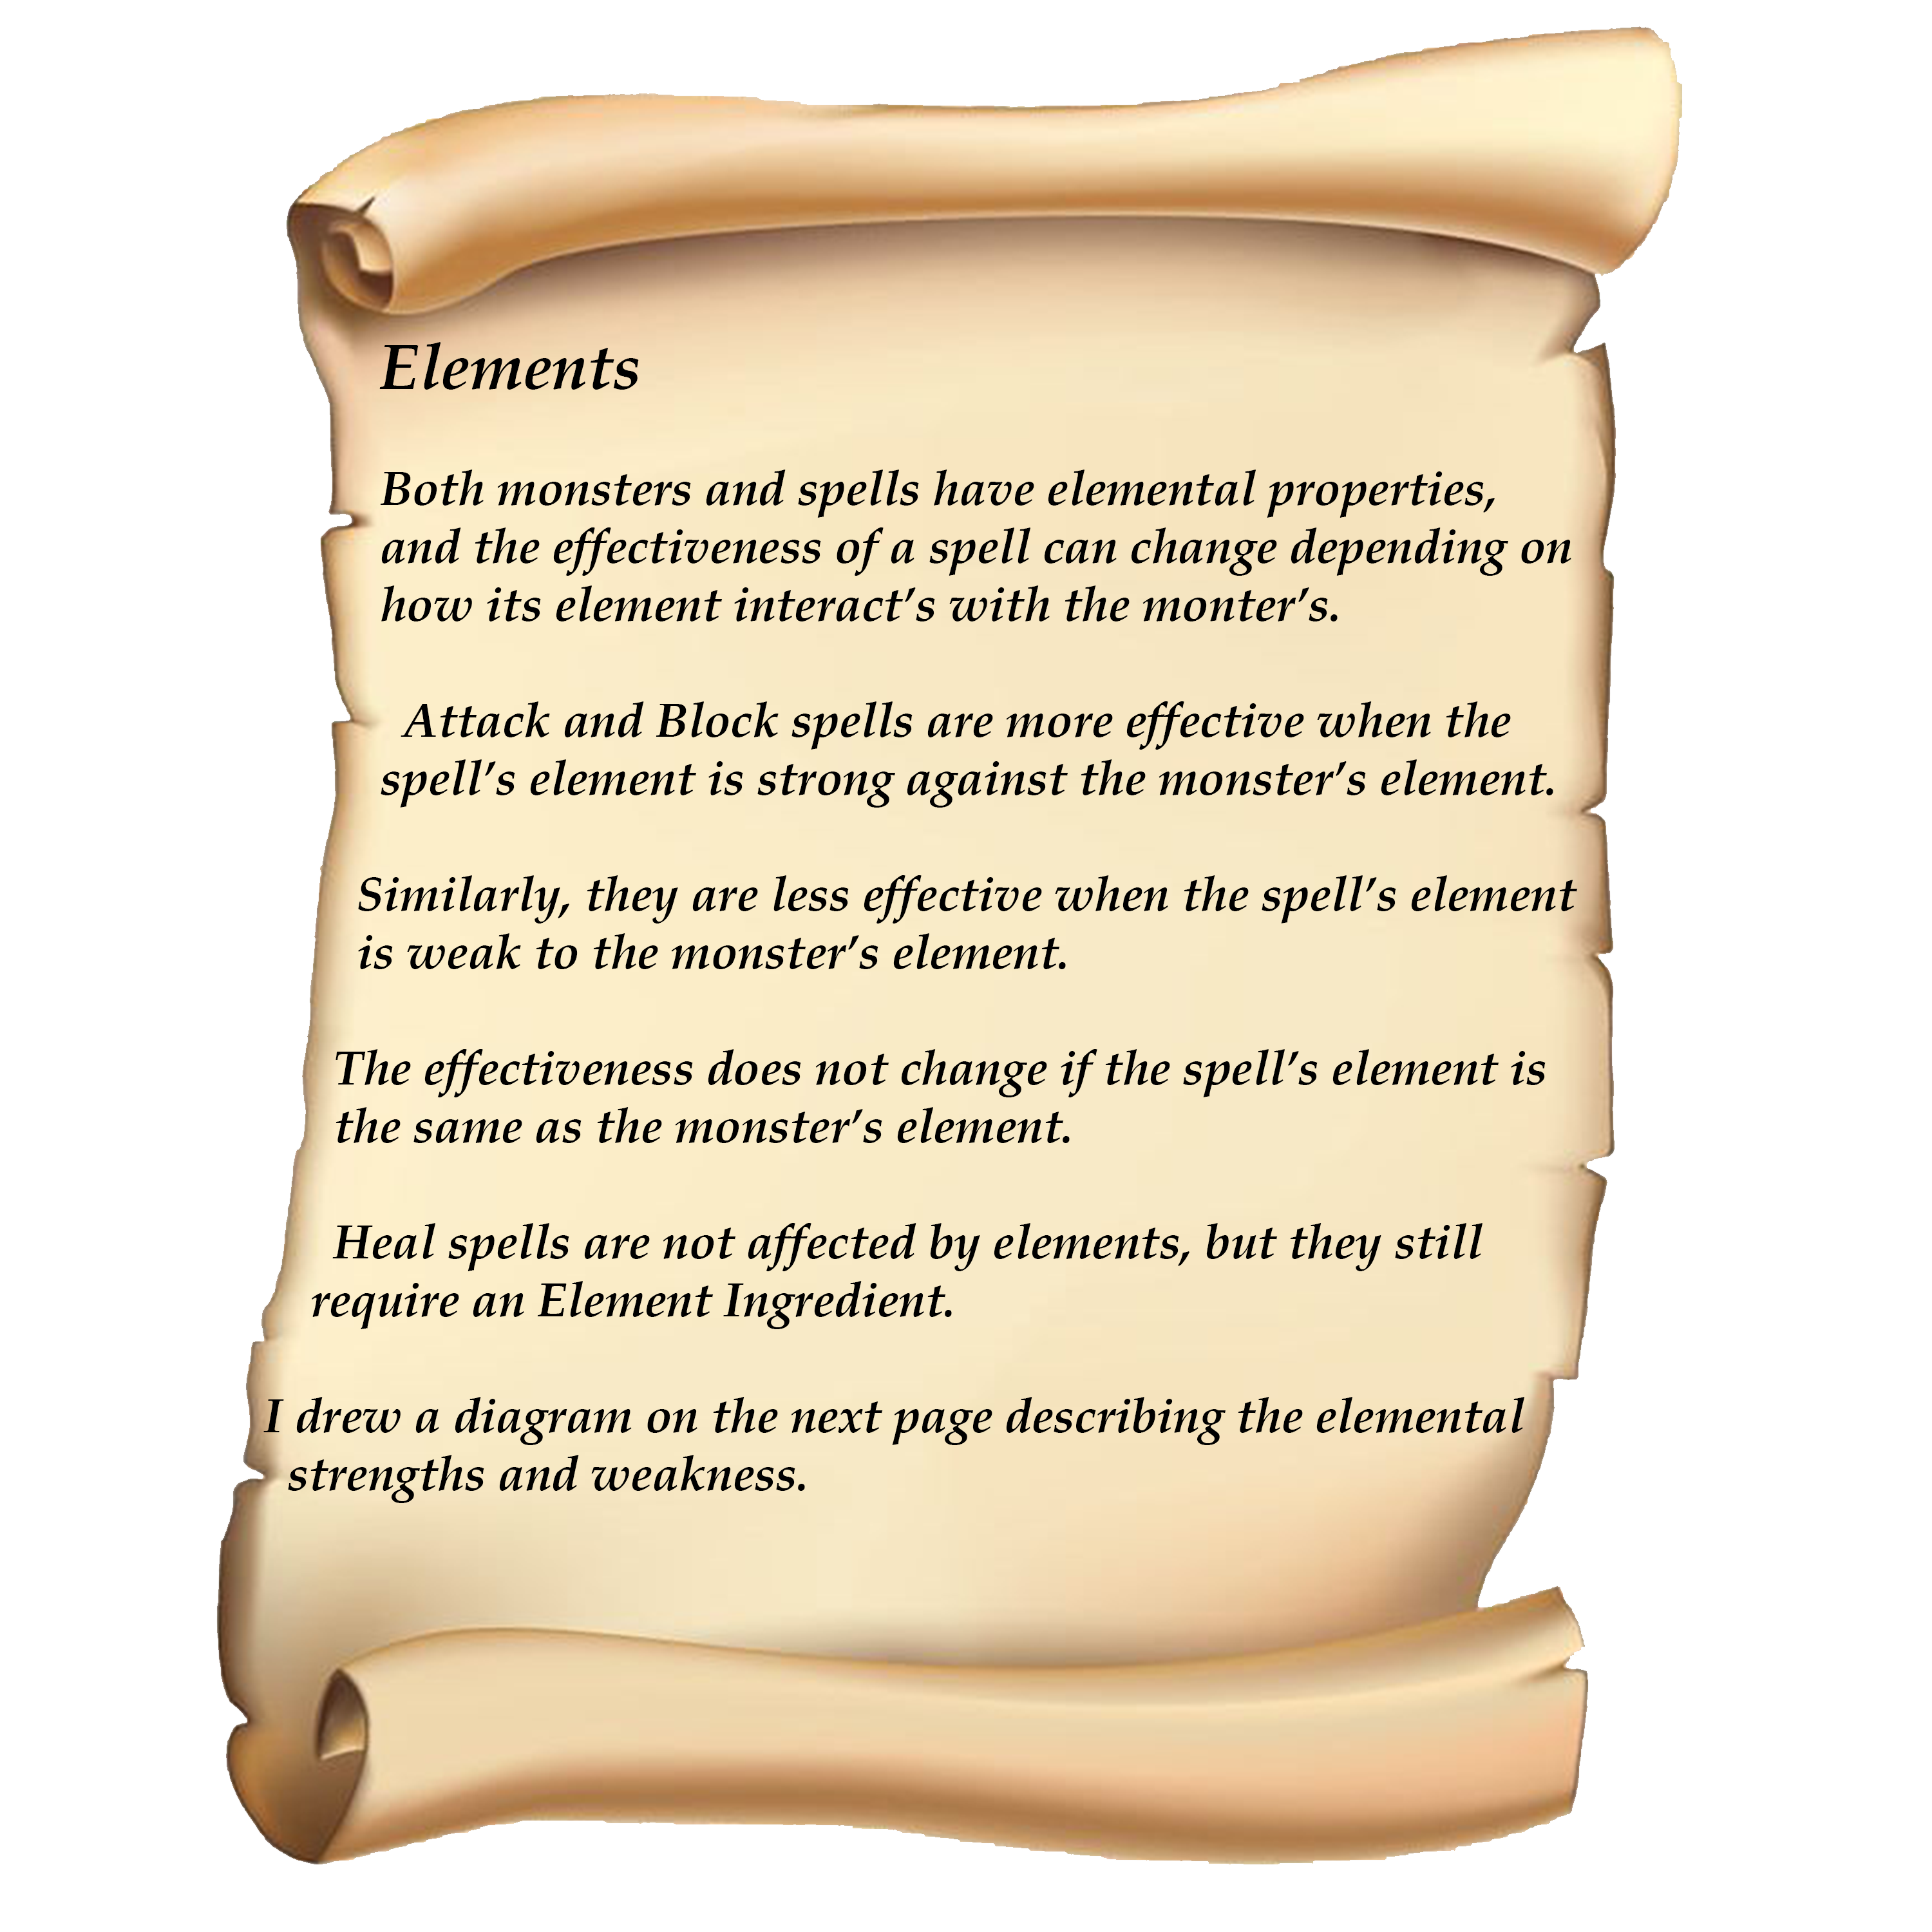 Elements
Both monsters and spells have elemental properties,
and the effectiveness of a spell can change depending on
how its element interact’s with the monter’s.
Attack and Block spells are more effective when the
spell’s element is strong against the monster’s element.
Similarly, they are less effective when the spell’s element
is weak to the monster’s element.
The effectiveness does not change if the spell’s element is
the same as the monster’s element.
Heal spells are not affected by elements, but they still
require an Element Ingredient.
I drew a diagram on the next page describing the elemental
strengths and weakness.